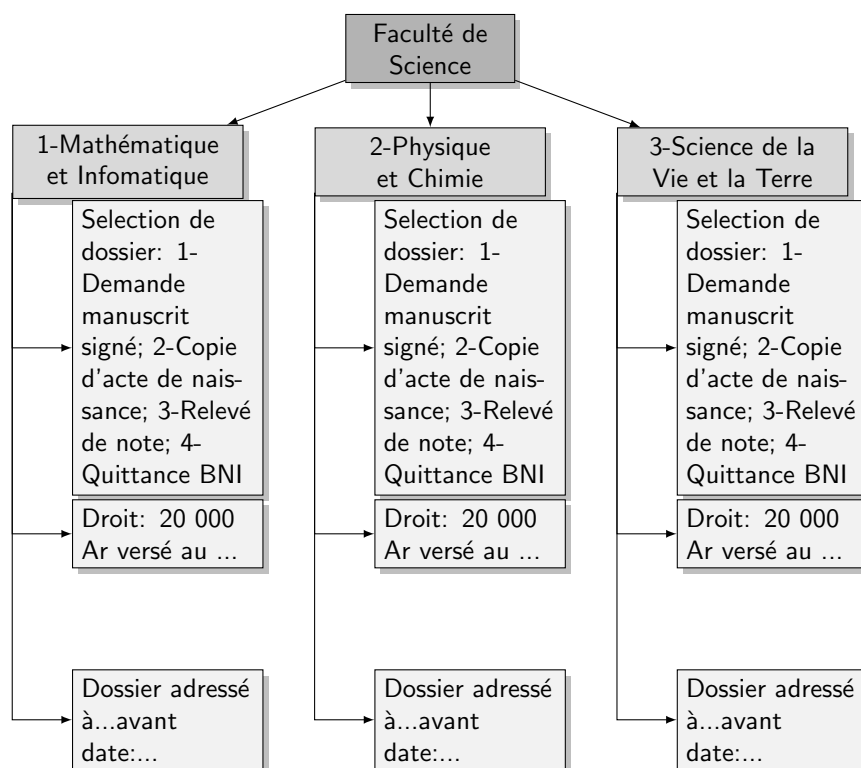 Faculté de
Science
1-Mathématique
et Infomatique
Selection de
dossier: 1-
Demande
manuscrit
signé; 2-Copie
d'acte de nais-
sance; 3-Relevé
de note; 4-
Quittance BNI
Droit: 20 000
Ar versé au ...
Dossier adressé
à...avant
date:...
2-Physique
et Chimie
Selection de
dossier: 1-
Demande
manuscrit
signé; 2-Copie
d'acte de nais-
sance; 3-Relevé
de note; 4-
Quittance BNI
Droit: 20 000
Ar versé au ...
Dossier adressé
à...avant
date:...
3-Science de la
Vie et la Terre
Selection de
dossier: 1-
Demande
manuscrit
signé; 2-Copie
d'acte de nais-
sance; 3-Relevé
de note; 4-
Quittance BNI
Droit: 20 000
Ar versé au ...
Dossier adressé
à...avant
date:...